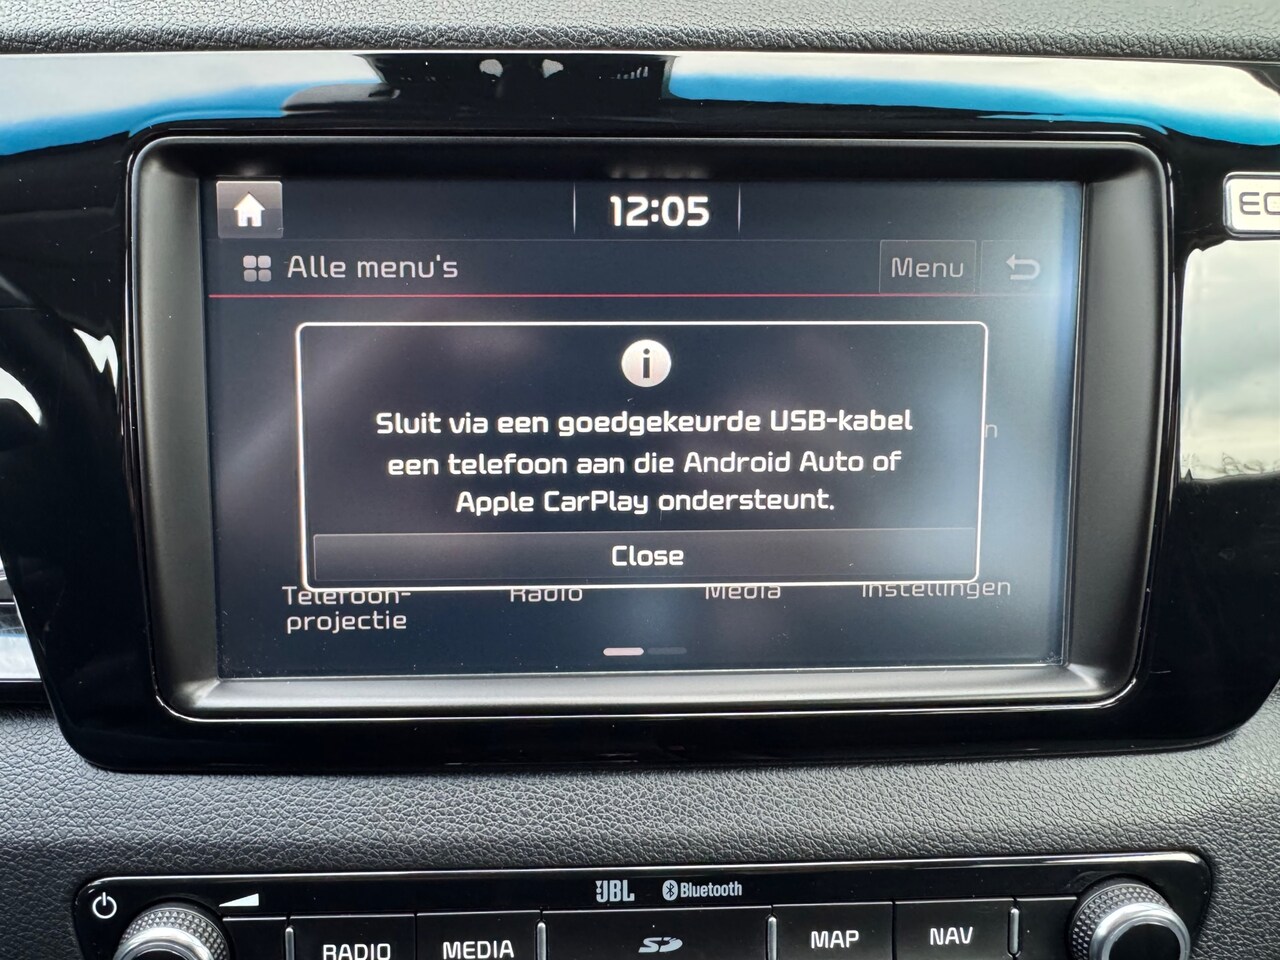 12:05
Alle menu's
Menu
i
Sluit via een goedgekeurde USB-kabel
een telefoon aan die Android Auto of
Apple CarPlay ondersteunt.
Close
Telefoon- Radio Media Instellingen
projectie
JBL Bluetooth
RADIO MEDIA SD MAP NAV